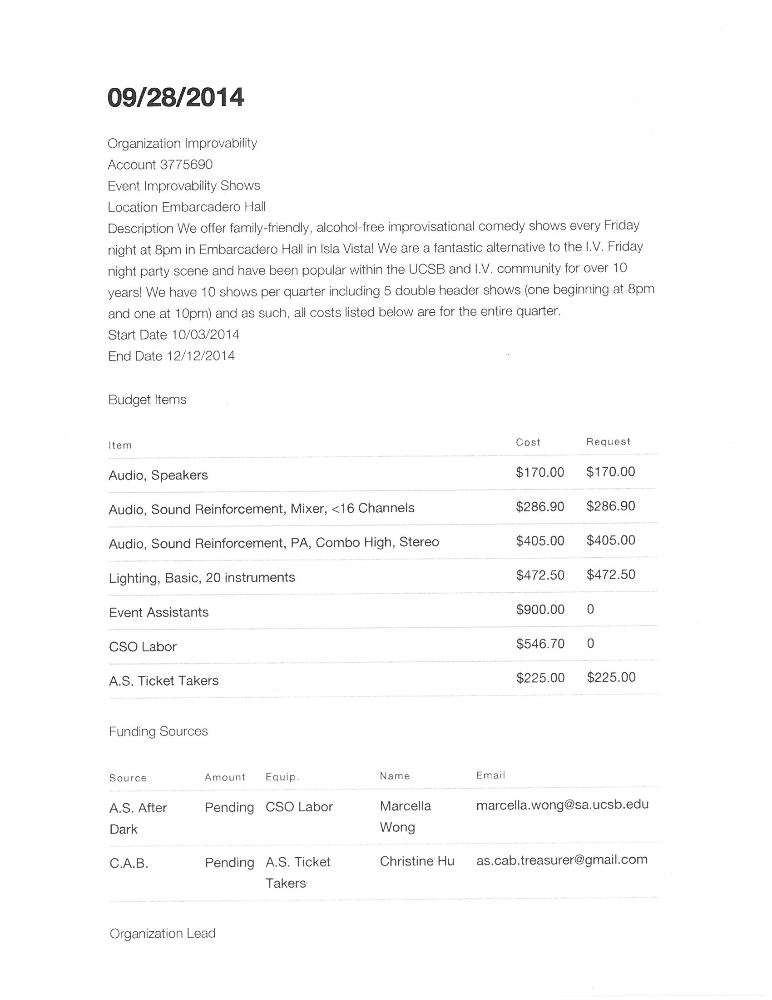 09/28/2014
Organization Improvability
Account 3775690
Event Improvability Shows
Location Embarcadero Hall
Description We offer family-friendly, alcohol-free improvisational comedy shows every Friday
night at 8pm in Embarcadero Hall in Isla Vista! We are a fantastic alternative to the I.V. Friday
night party scene and have been popular within the UCSB and I.V. community for over 10
years! We have 10 shows per quarter including 5 double header shows (one beginning at 8pm
and one at 10pm) and as such, all costs listed below are for the entire quarter.
Start Date 10/03/2014
End Date 12/12/2014
Budget Items
Item Cost Request
Audio, Speakers $170.00 $170.00
Audio, Sound Reinforcement, Mixer, <16 Channels $286.90 $286.90
Audio, Sound Reinforcement, PA, Combo High, Stereo $405.00 $405.00
Lighting, Basic, 20 instruments $472.50 $472.50
Event Assistants $900.00 0
CSO Labor $546.70 0
A.S. Ticket Takers $225.00 $225.00
Funding Sources
Source Amount Equip. Name Email
A.S. After Pending CSO Labor Marcella marcella.wong@sa.ucsb.edu
Dark Wong
C.A.B. Pending A.S. Ticket Christine Hu as.cab.treasurer@gmail.com
Takers
Organization Lead